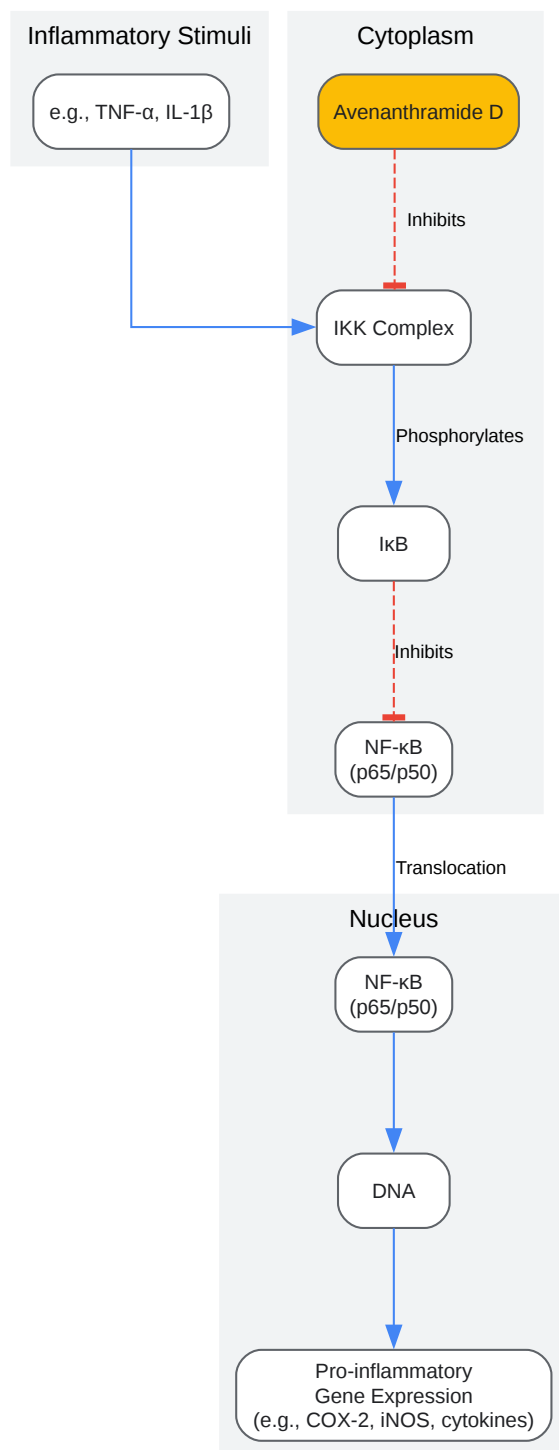 Inflammatory Stimuli
e.g., TNF-α, IL-1β
Cytoplasm
Avenanthramide D
Inhibits
IKK Complex
Phosphorylates
IκB
Inhibits
NF-κB
(p65/p50)
Translocation
Nucleus
NF-κB
(p65/p50)
DNA
Pro-inflammatory
Gene Expression
(e.g., COX-2, iNOS, cytokines)